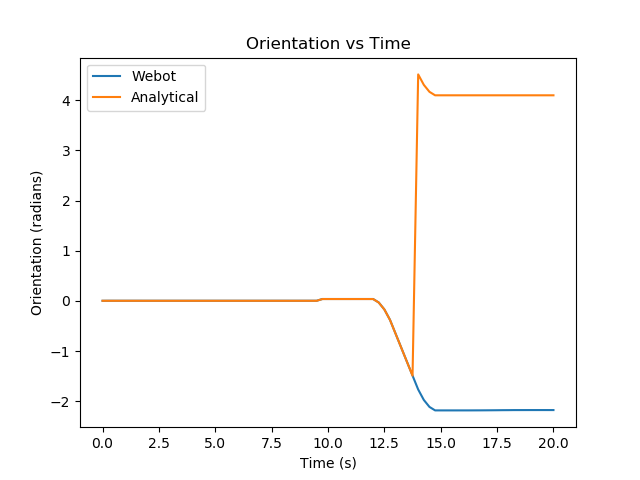 Orientation vs Time
Webot
Analytical
Orientation (radians)
4
3
2
1
0
−1
−2
0.0 2.5 5.0 7.5 10.0 12.5 15.0 17.5 20.0
Time (s)